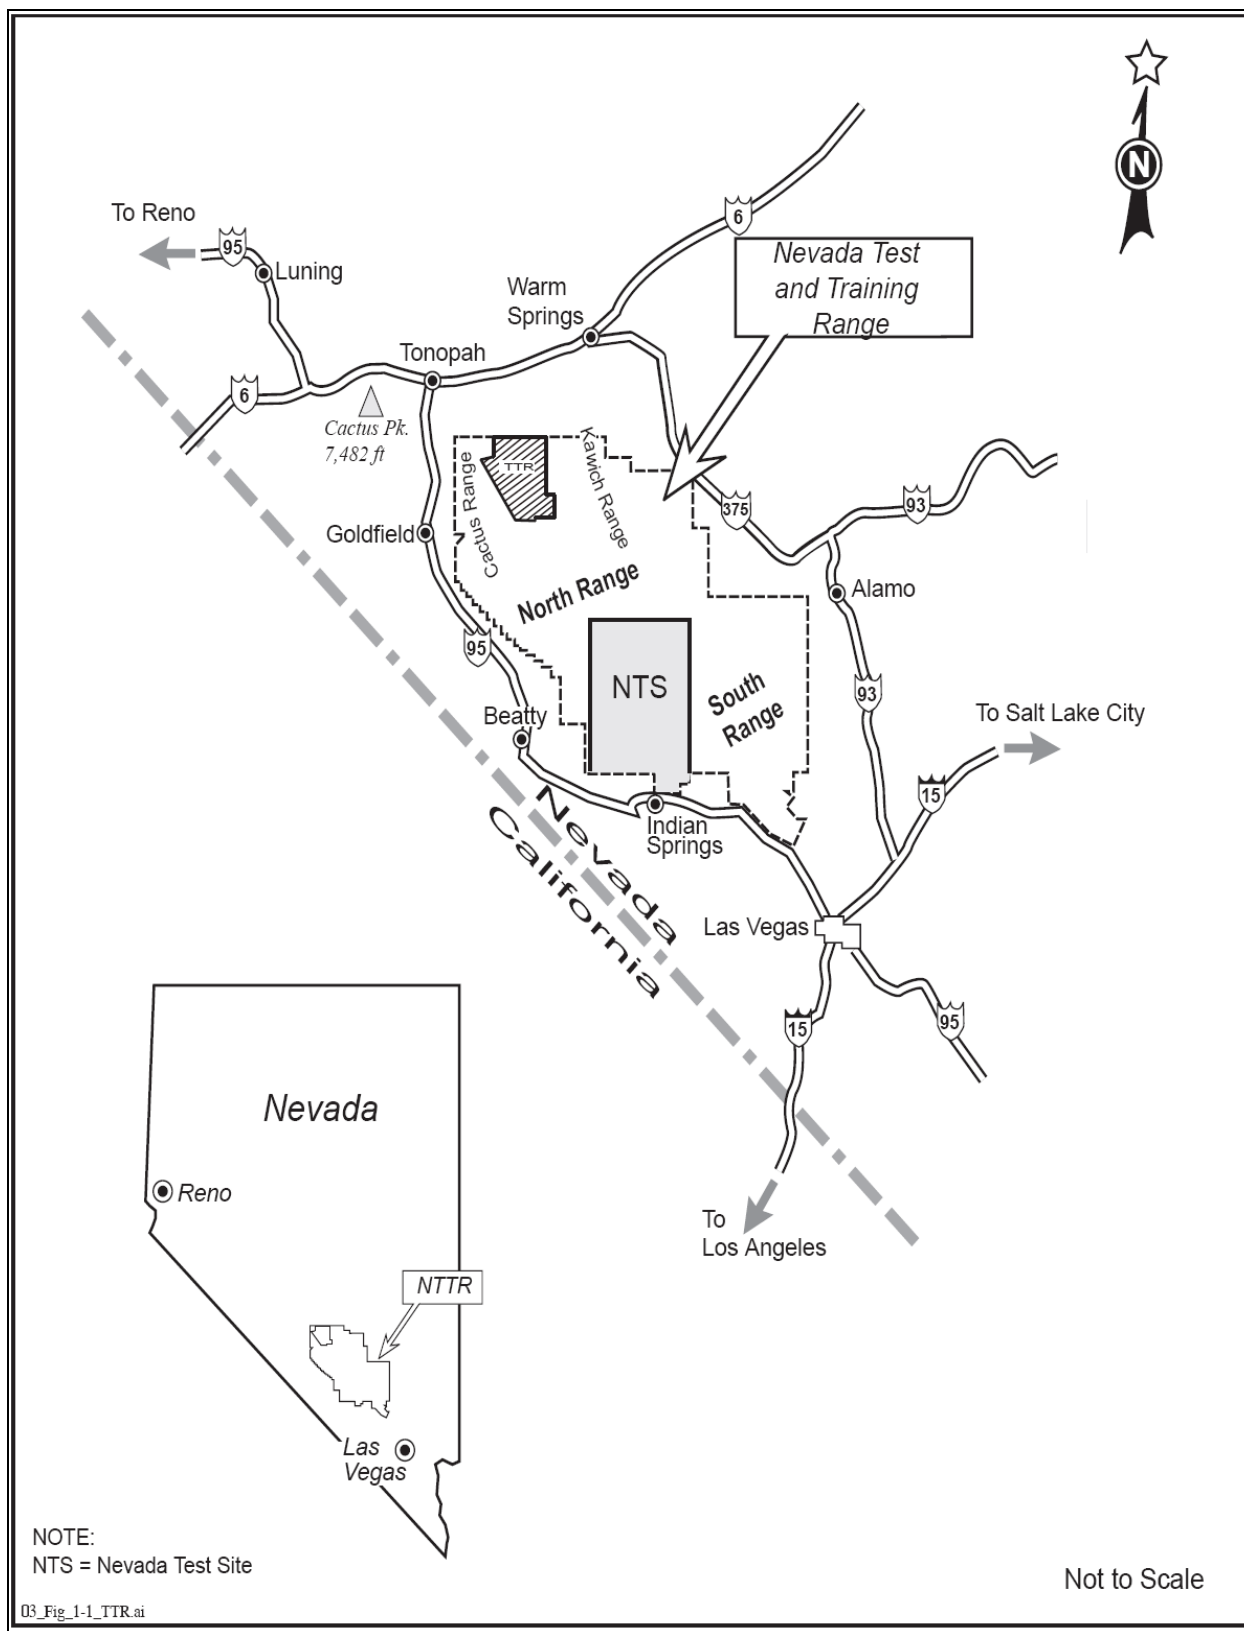 N
6
To Reno
95
Luning
Nevada Test
and Training
Range
Warm
Springs
Tonopah
6
Cactus Pk.
7,482 ft
Cactus Range
TTR
Kawich Range
375
93
Goldfield
North Range
Alamo
95
NTS
South
Range
93
To Salt Lake City
Beatty
15
Nevada
California
Indian
Springs
Las Vegas
15
95
Nevada
Reno
To
Los Angeles
NTTR
Las
Vegas
NOTE:
NTS = Nevada Test Site
Not to Scale
03_Fig_1-1_TTR.ai